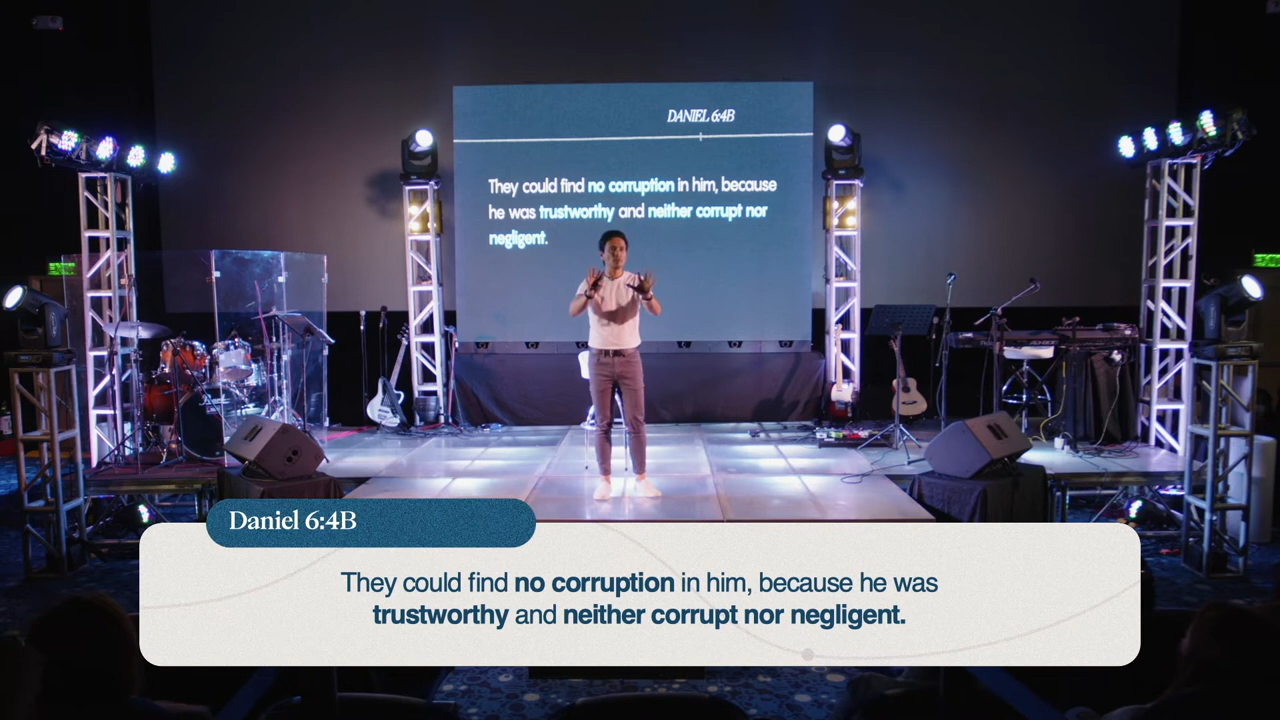 DANIEL 6:4B
They could find no corruption in him, because
he was trustworthy and neither corrupt nor
negligent.
Daniel 6:4B
They could find no corruption in him, because he was
trustworthy and neither corrupt nor negligent.